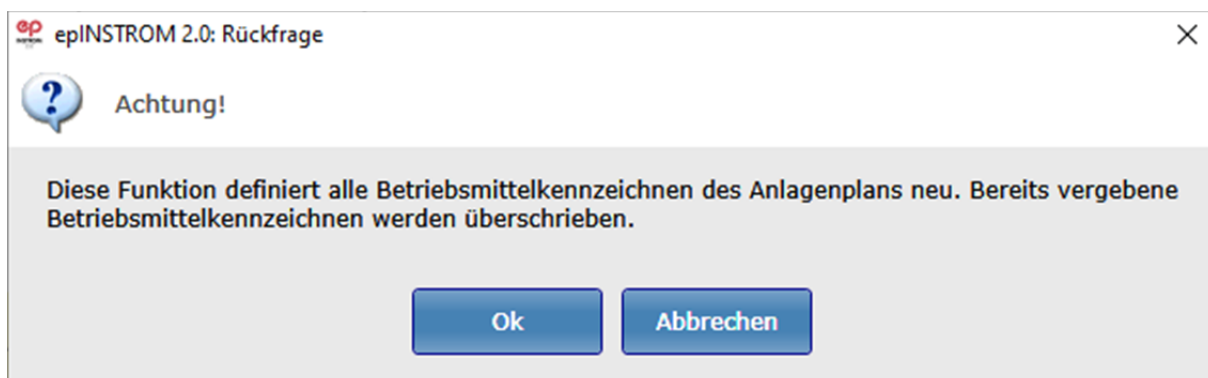 ep
epINSTROM 2.0: Rückfrage
?
Achtung!
Diese Funktion definiert alle Betriebsmittelkennzeichnen des Anlagenplans neu. Bereits vergebene
Betriebsmittelkennzeichnen werden überschrieben.
Ok
Abbrechen